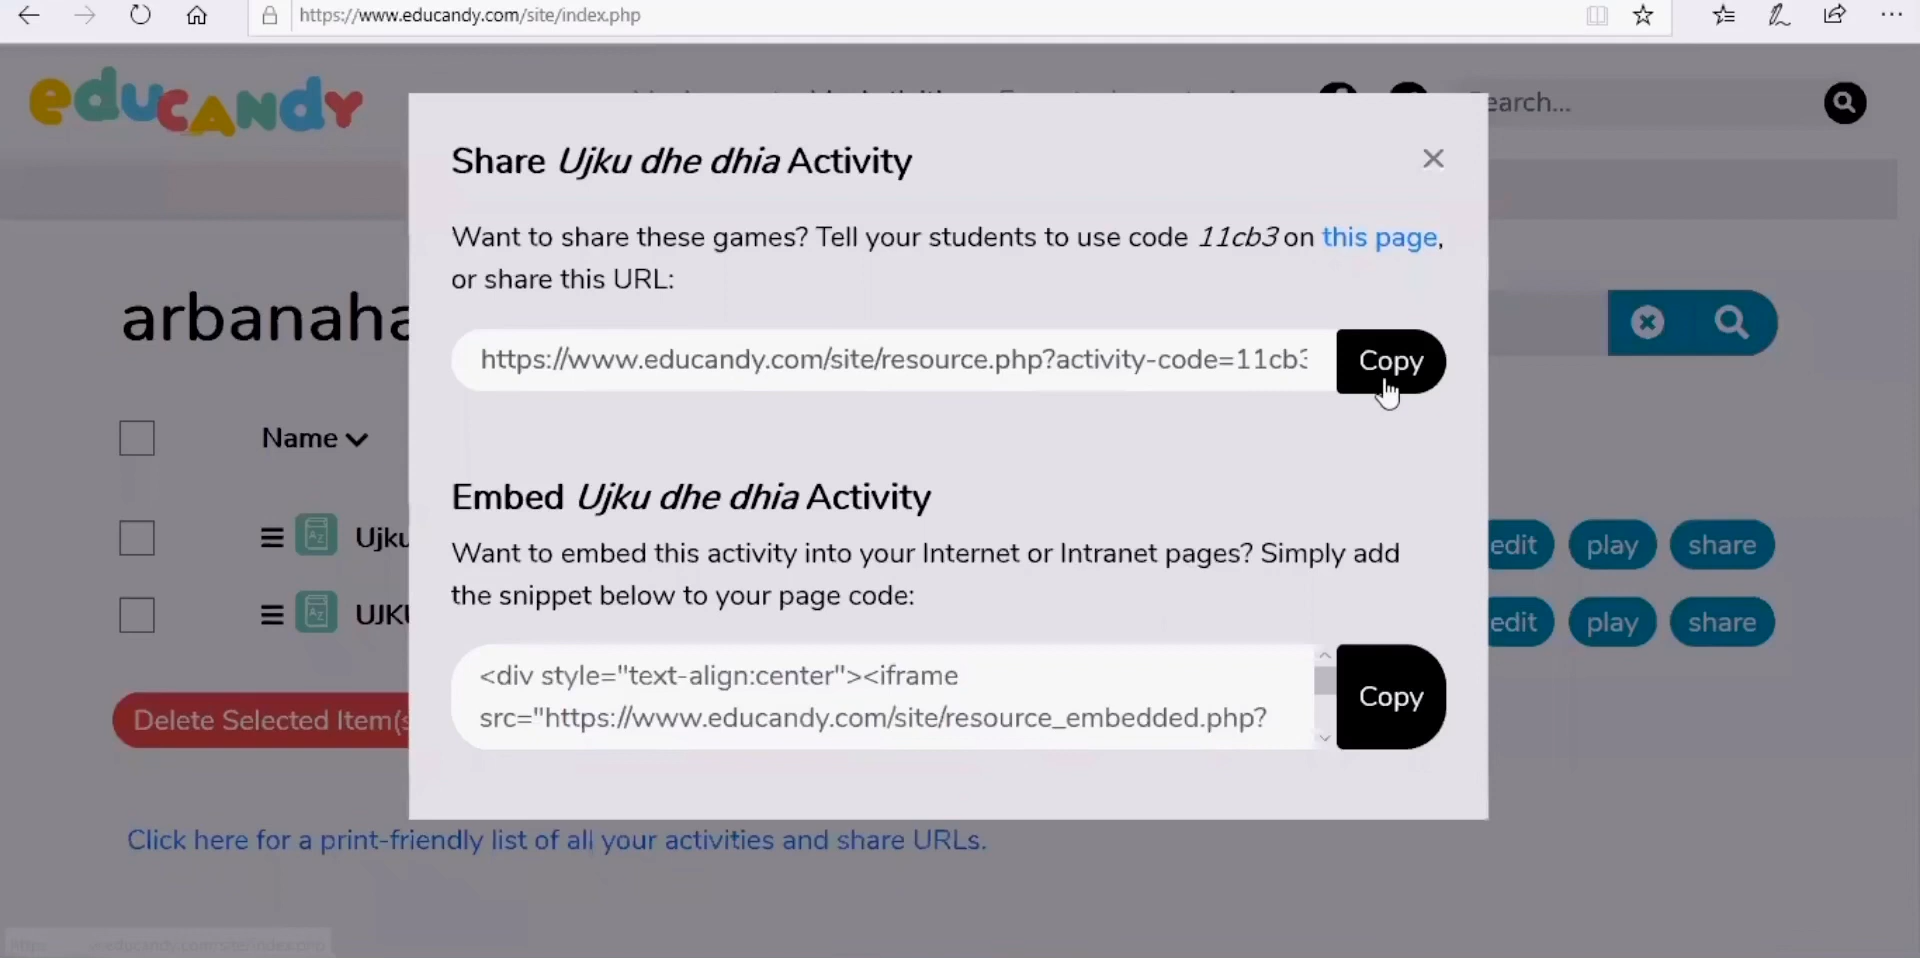 https://www.educandy.com/site/index.php
educandy
earch...
Share Ujku dhe dhia Activity
Want to share these games? Tell your students to use code 11cb3 on this page,
or share this URL:
arbanaha
https://www.educandy.com/site/resource.php?activity-code=11cb3
Copy
Name
Embed Ujku dhe dhia Activity
Ujku
edit
play
share
Want to embed this activity into your Internet or Intranet pages? Simply add
the snippet below to your page code:
UJKU
edit
play
share
<div style="text-align:center"><iframe
src="https://www.educandy.com/site/resource_embedded.php?
Copy
Delete Selected Item(s
Click here for a print-friendly list of all your activities and share URLs.